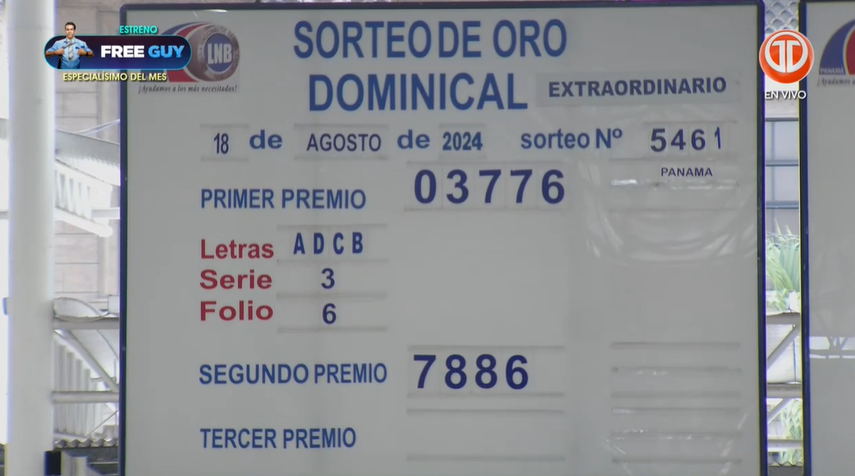 ESTRENO
FREE GUY
ESPECIALÍSIMO DEL MES
LNB
¡Ayudamos a los más necesitados!
SORTEO DE ORO
DOMINICAL EXTRAORDINARIO
EN VIVO
18 de AGOSTO de 2024 sorteo Nº 5461
PANAMA
PRIMER PREMIO 03776
Letras ADCB
Serie 3
Folio 6
SEGUNDO PREMIO 7886
TERCER PREMIO